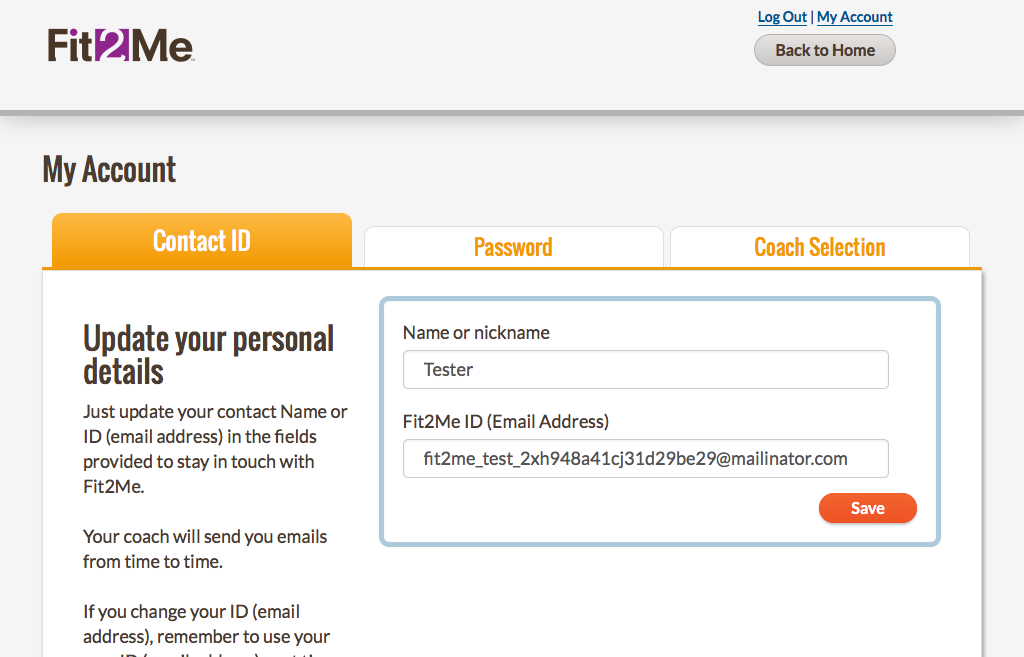 Log Out | My Account
Fit2Me
Back to Home
My Account
Contact ID
Password
Coach Selection
Update your personal
details
Just update your contact Name or
ID (email address) in the fields
provided to stay in touch with
Fit2Me.
Your coach will send you emails
from time to time.
If you change your ID (email
address), remember to use your
Name or nickname
Tester
Fit2Me ID (Email Address)
fit2me_test_2xh948a41cj31d29be29@mailinator.com
Save